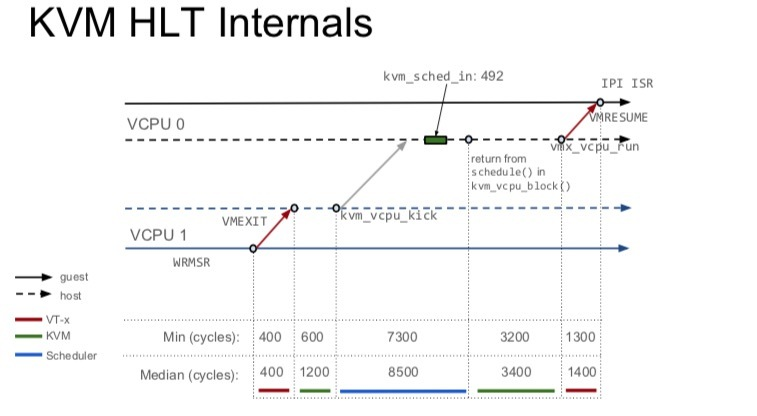 KVM HLT Internals
kvm_sched_in: 492
IPI ISR
VCPU 0
VMRESUME
vmx_vcpu_run
return from
schedule() in
kvm_vcpu_block()
VMEXIT
kvm_vcpu_kick
VCPU 1
WRMSR
guest
host
VT-x
KVM
Scheduler
Min (cycles): 400 600 7300 3200 1300
Median (cycles): 400 1200 8500 3400 1400